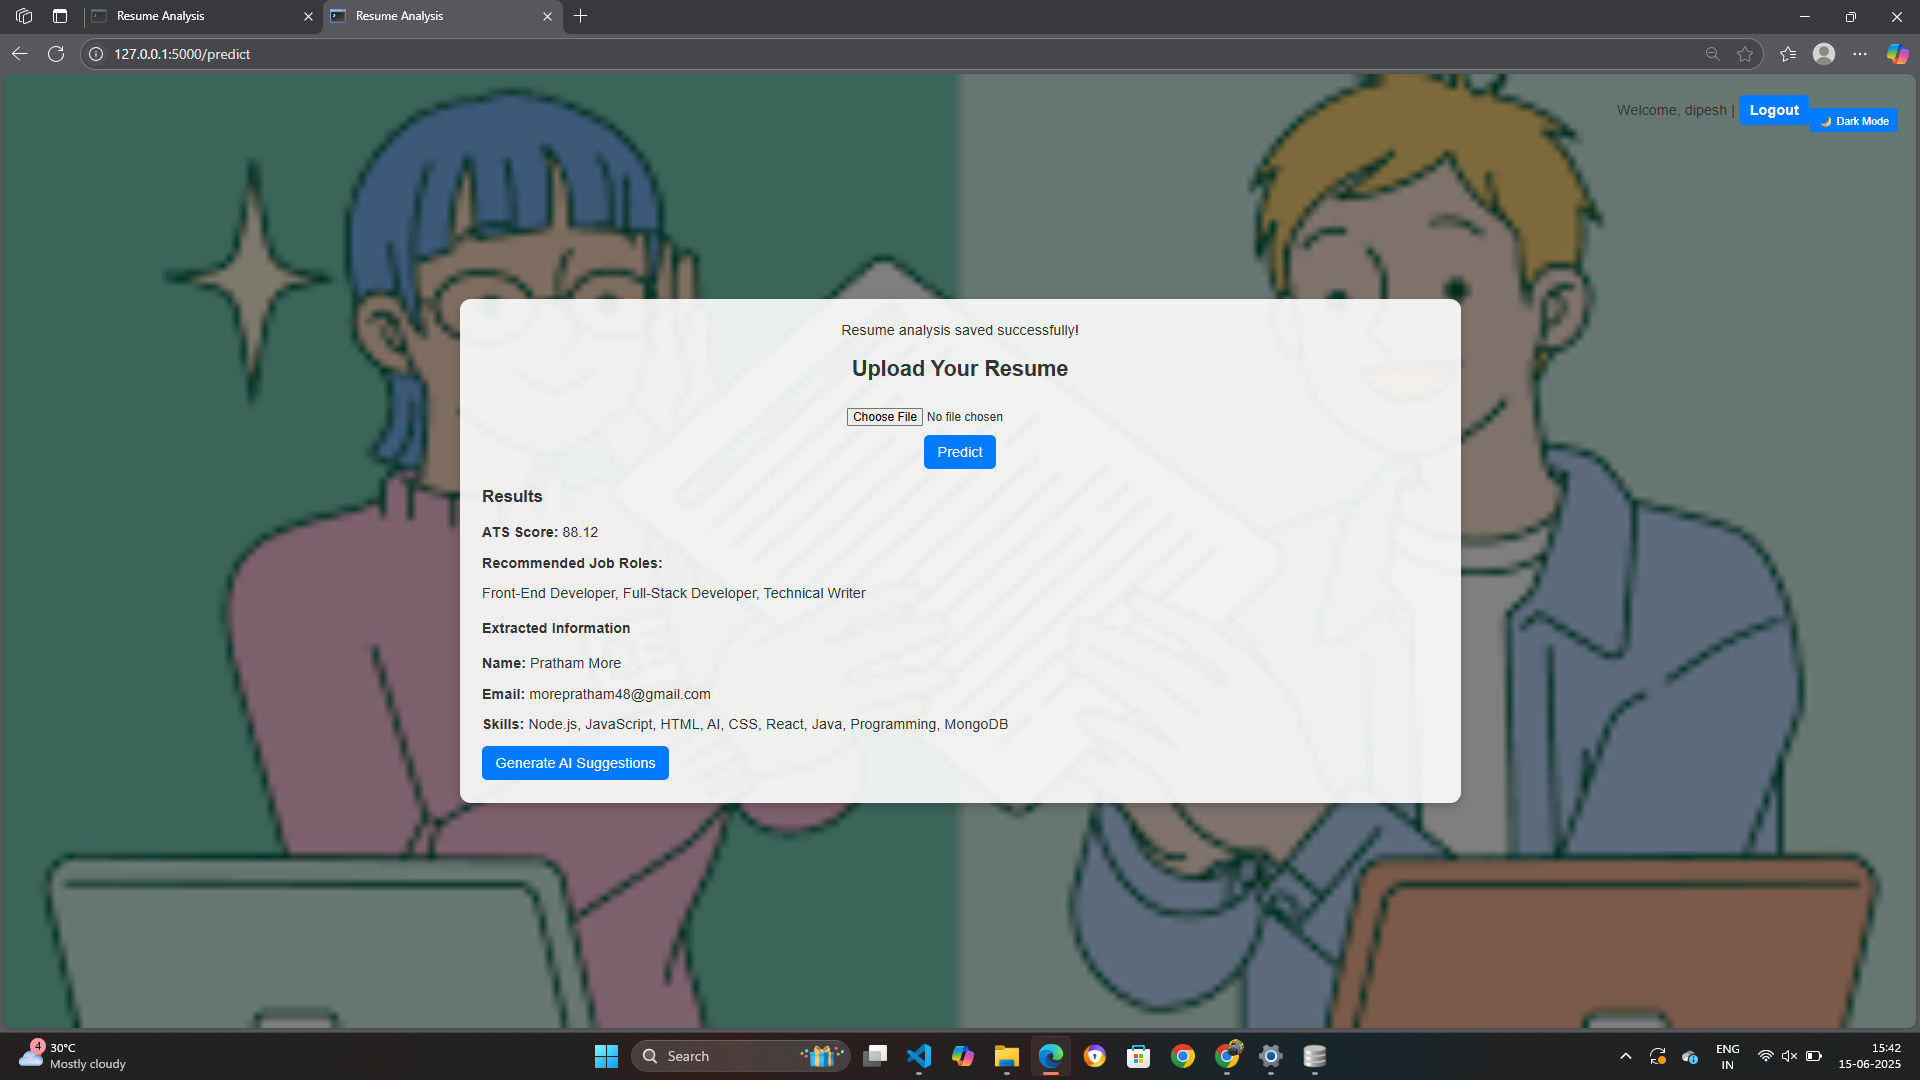 Resume Analysis
Resume Analysis
127.0.0.1:5000/predict
Welcome, dipesh | Logout
Dark Mode
Resume analysis saved successfully!
Upload Your Resume
Choose File No file chosen
Predict
Results
ATS Score: 88.12
Recommended Job Roles:
Front-End Developer, Full-Stack Developer, Technical Writer
Extracted Information
Name: Pratham More
Email: morepratham48@gmail.com
Skills: Node.js, JavaScript, HTML, AI, CSS, React, Java, Programming, MongoDB
Generate AI Suggestions
4
30°C
Mostly cloudy
Search
ENG
IN
15:42
15-06-2025